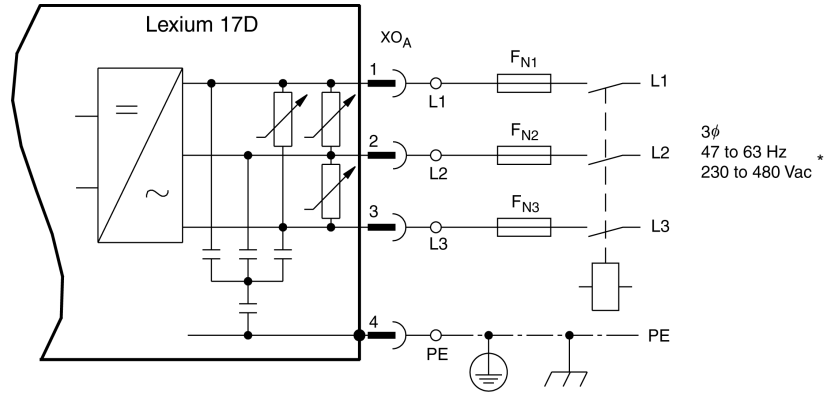 Lexium 17D
XOA
1
L1
FN1
L1
2
L2
FN2
L2
3φ
47 to 63 Hz
230 to 480 Vac *
3
L3
FN3
L3
4
PE
PE